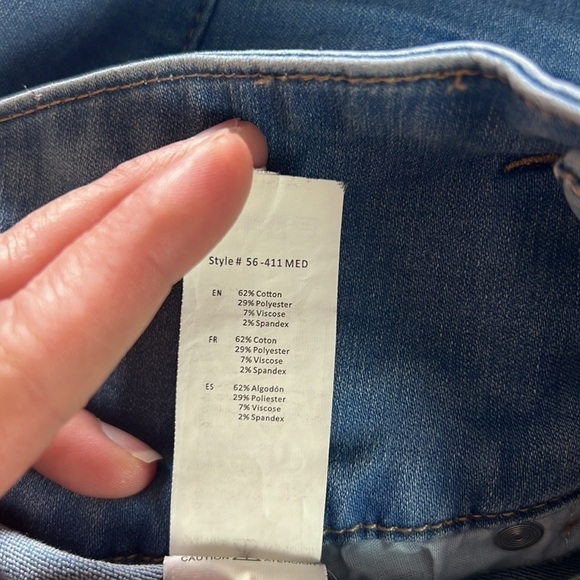 Style # 56-411 MED
EN 62% Cotton
29% Polyester
7% Viscose
2% Spandex
FR 62% Coton
29% Polyester
7% Viscose
2% Spandex
ES 62% Algodón
29% Poliester
7% Viscose
2% Spandex
CAUTION